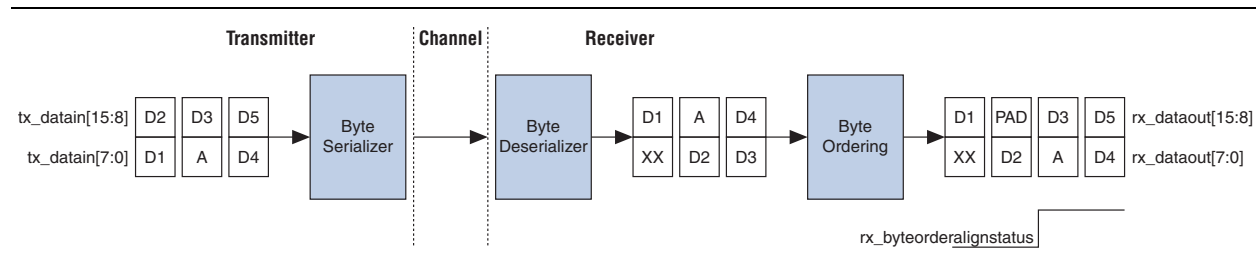 Transmitter Channel Receiver
tx_datain[15:8] D2 D3 D5
tx_datain[7:0] D1 A D4
Byte
Serializer
Byte
Deserializer
D1 A D4
XX D2 D3
Byte
Ordering
D1 PAD D3 D5 rx_dataout[15:8]
XX D2 A D4 rx_dataout[7:0]
rx_byteorderalignstatus